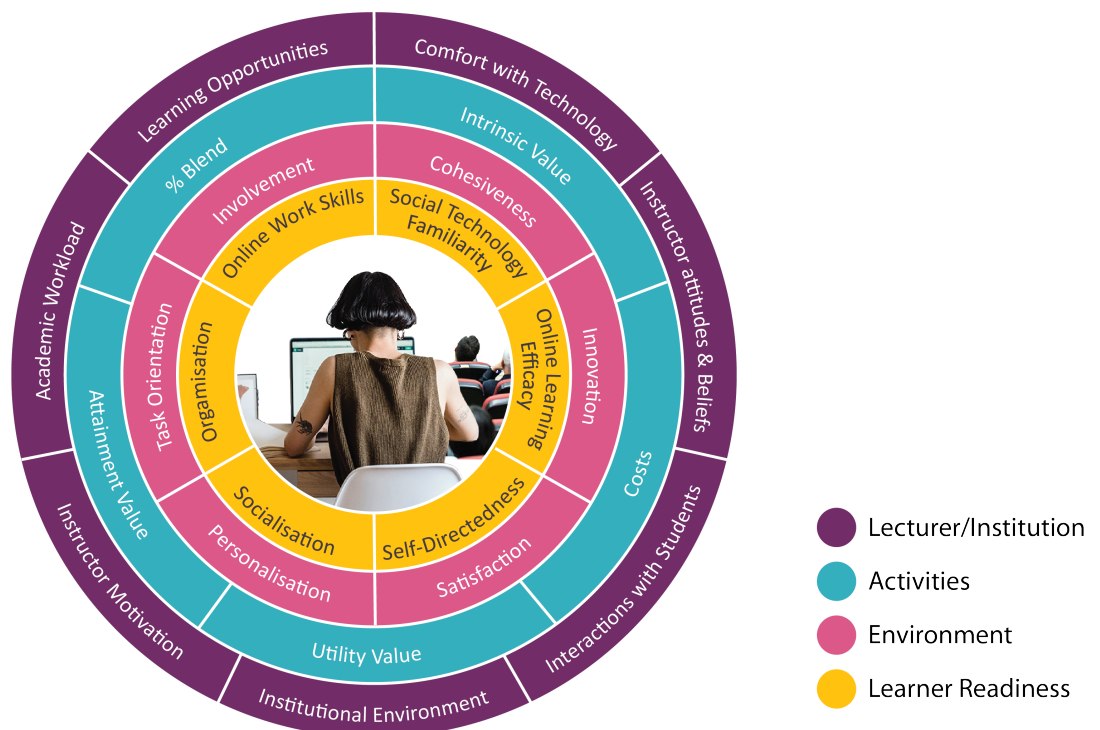 Learning Opportunities
Comfort with Technology
Instructor attitudes & Beliefs
Interactions with Students
Institutional Environment
Instructor Motivation
Academic Workload
% Blend
Intrinsic Value
Costs
Utility Value
Attainment Value
Involvement
Cohesiveness
Innovation
Satisfaction
Personalisation
Task Orientation
Online Work Skills
Social Technology
Familiarity
Online Learning
Efficacy
Self-Directedness
Socialisation
Orgamisation
Lecturer/Institution
Activities
Environment
Learner Readiness